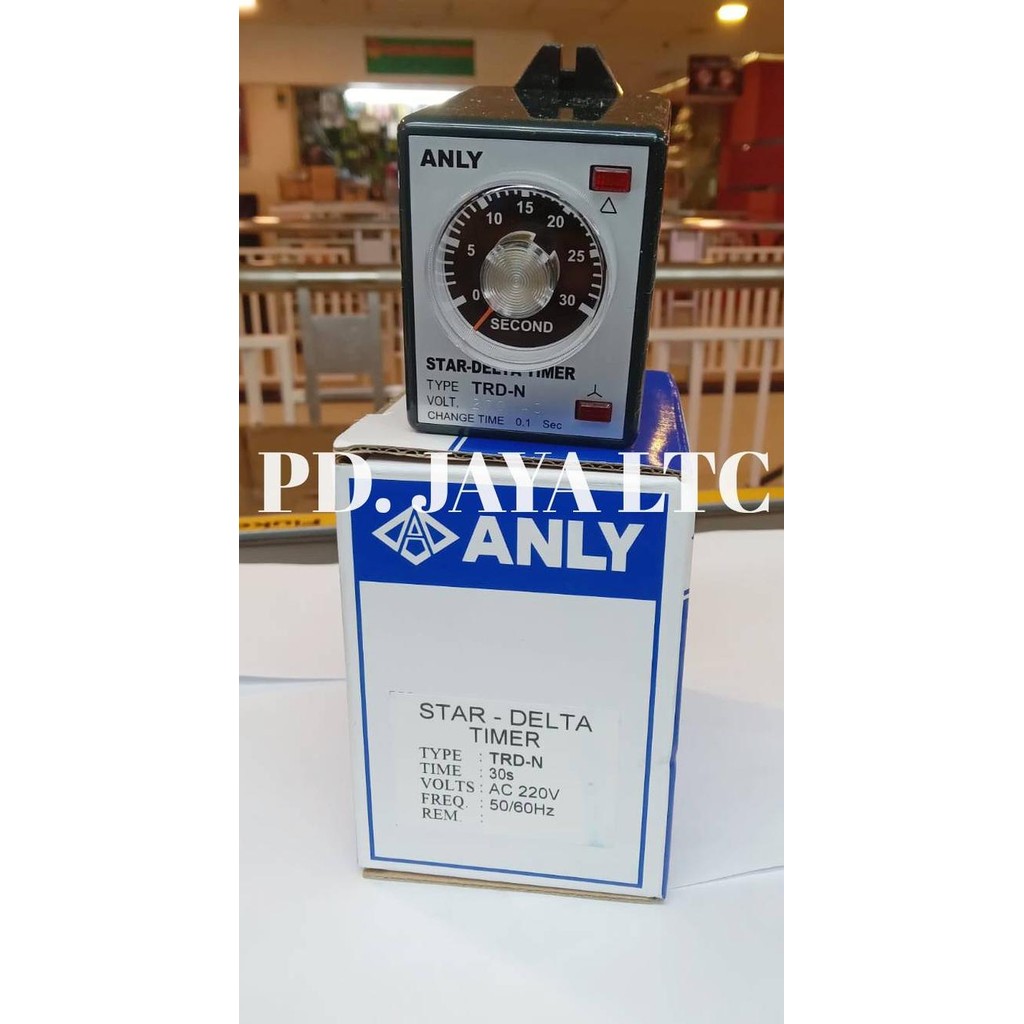 ANLY
0 5 10 15 20 25 30
SECOND
STAR-DELTA TIMER
TYPE TRD-N
VOLT.
CHANGE TIME 0.1 Sec
PD. JAYA LTC
ANLY
STAR - DELTA
TIMER
TYPE : TRD-N
TIME : 30s
VOLTS : AC 220V
FREQ. : 50/60Hz
REM. :